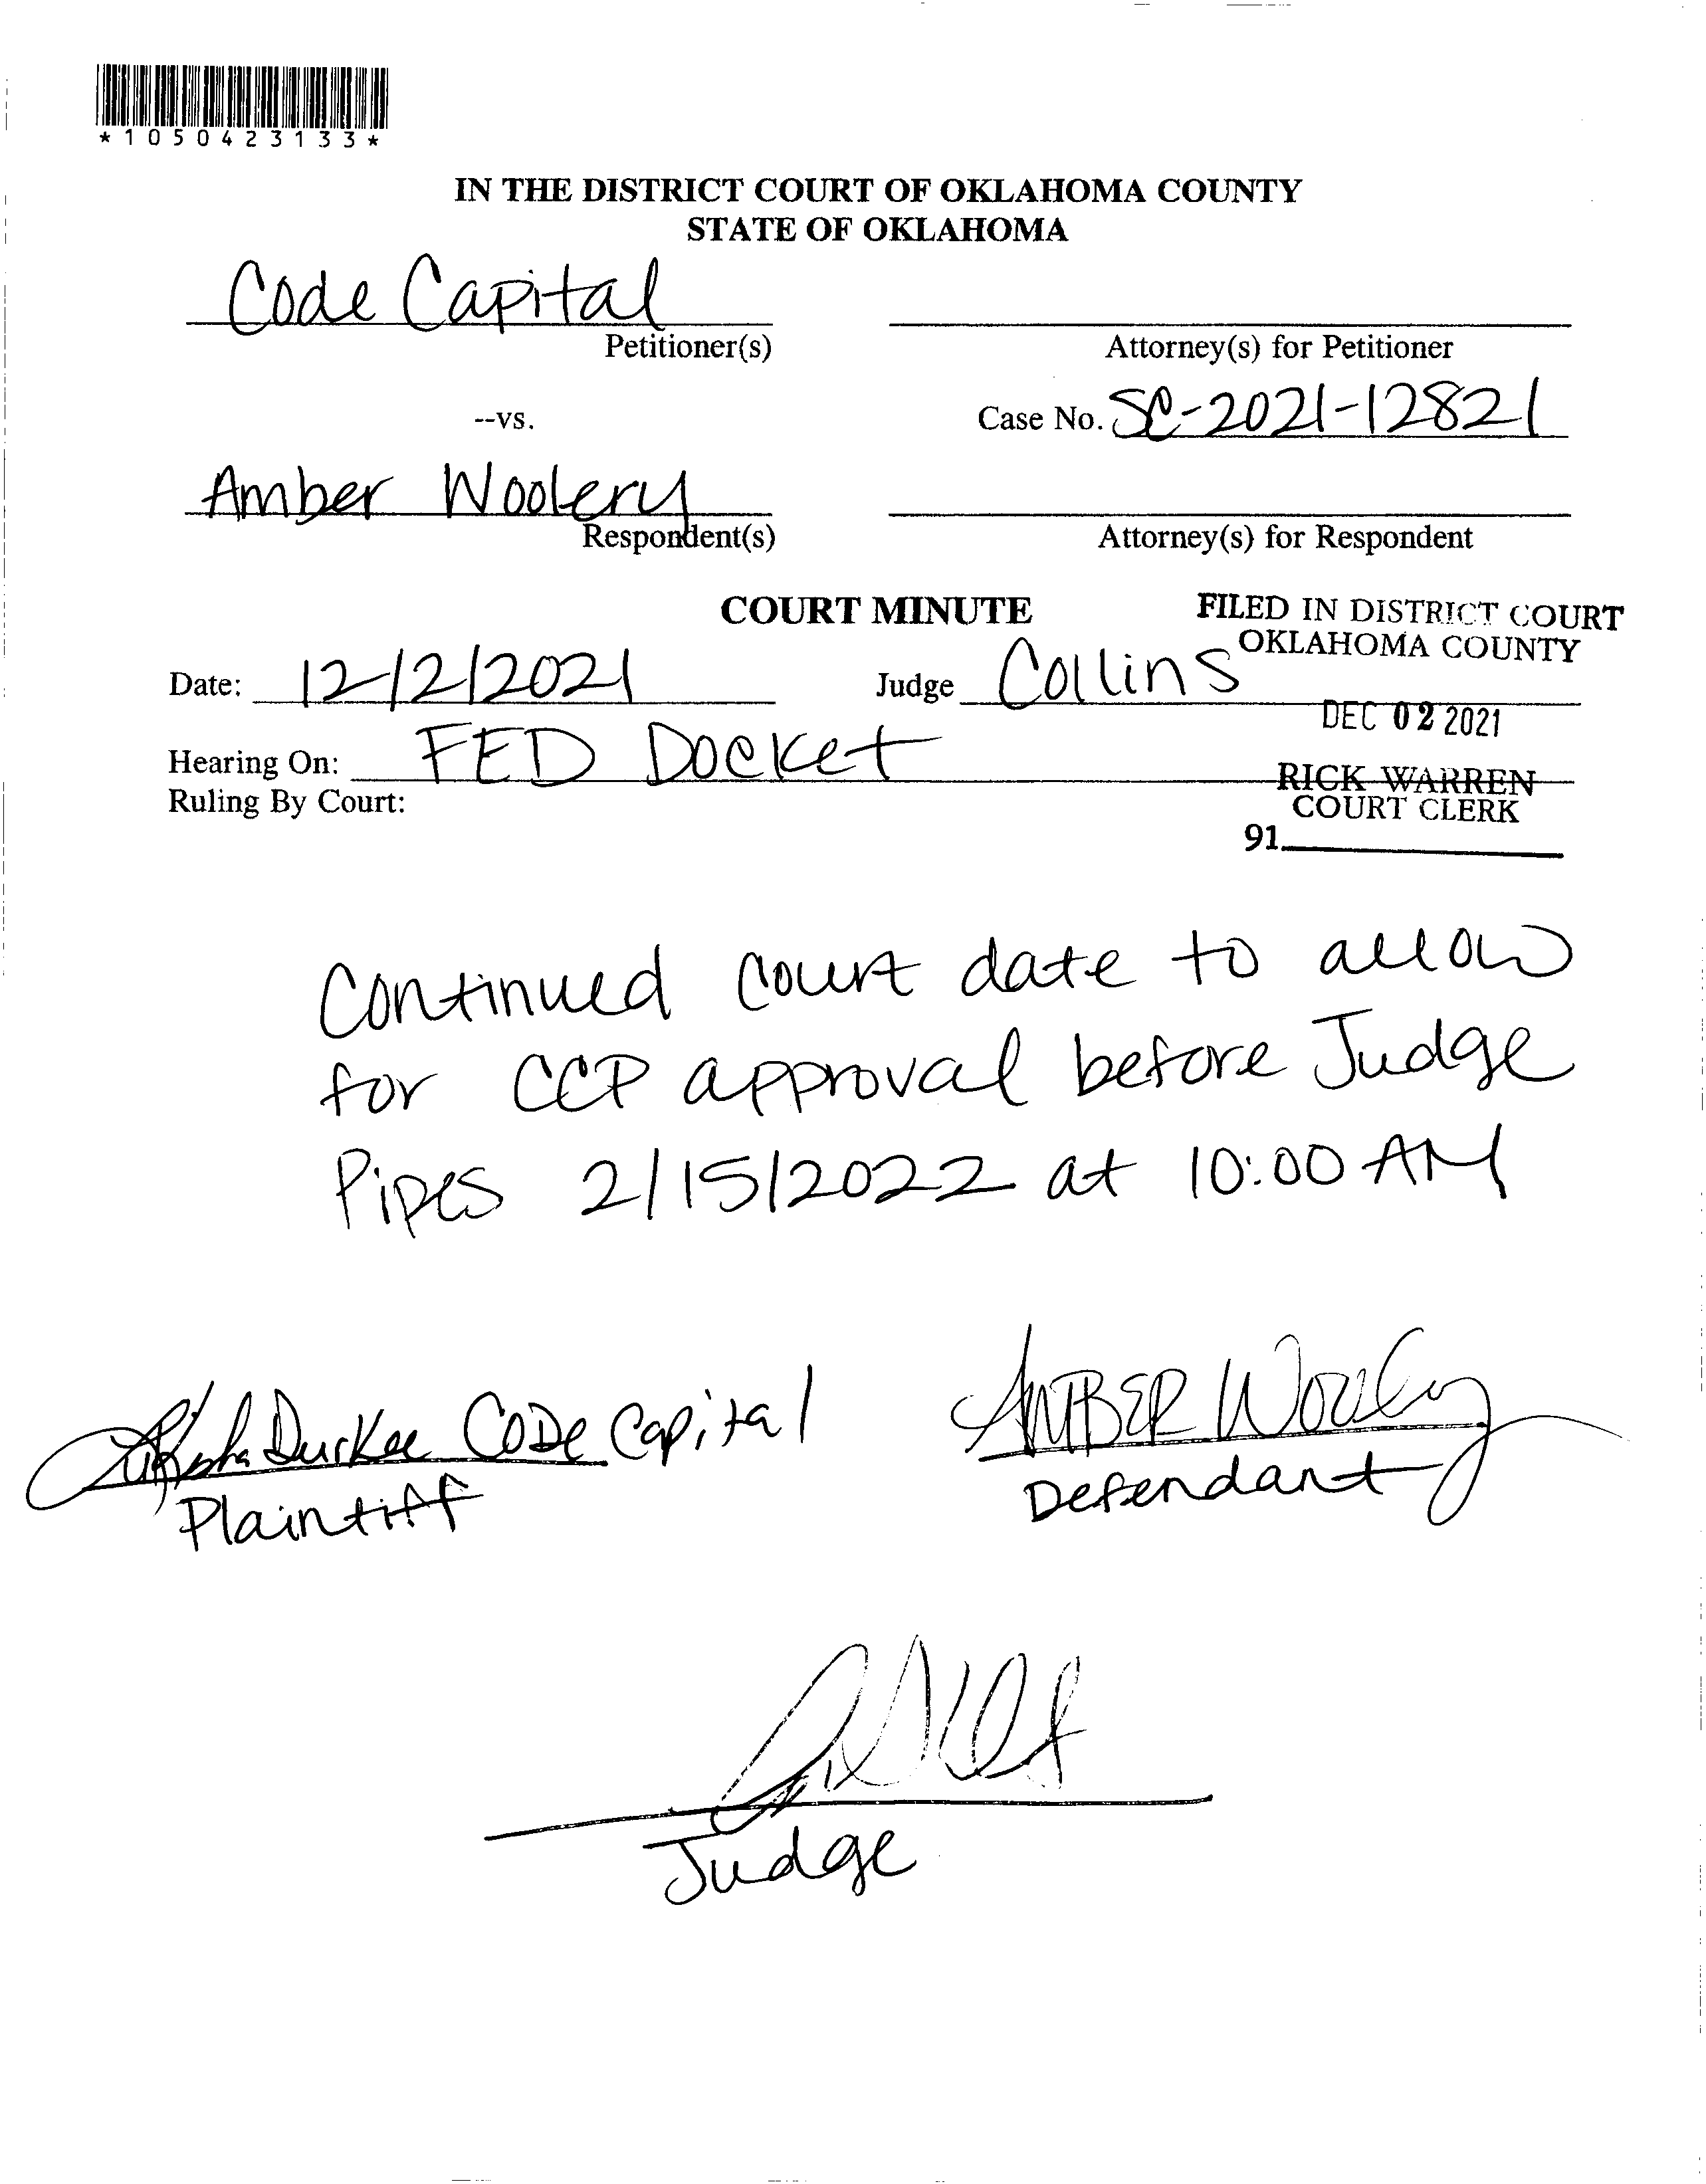 *1050423133*
IN THE DISTRICT COURT OF OKLAHOMA COUNTY
STATE OF OKLAHOMA
Code Capital
Petitioner(s)
Attorney(s) for Petitioner
--vs.
Case No. SC-2021-12821
Amber Woolery
Respondent(s)
Attorney(s) for Respondent
COURT MINUTE
FILED IN DISTRICT COURT
OKLAHOMA COUNTY
Date: 12/2/2021
Judge Collins
DEC 02 2021
Hearing On: FED Docket
RICK WARREN
Ruling By Court:
COURT CLERK
91
Continued court date to allow
for CCP approval before Judge
Pipes 2/15/2022 at 10:00 AM
Durkee CODE Capital
AMBER Woolery
Plaintiff
Defendant
Judge